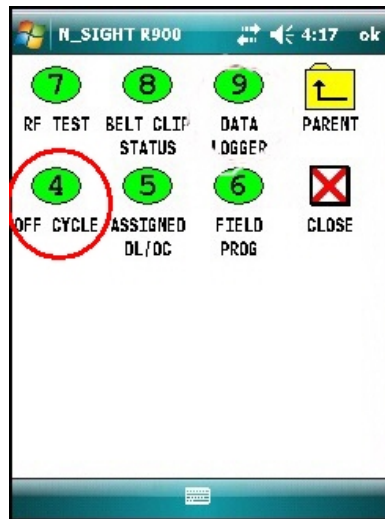 N_SIGHT R900 4:17 ok
7 8 9
RF TEST BELT CLIP DATA PARENT
STATUS LOGGER
4 5 6
OFF CYCLE ASSIGNED FIELD CLOSE
DL/OC PROG